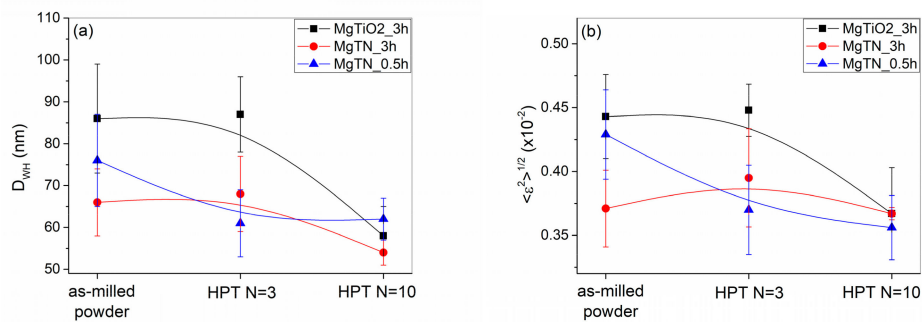 (a)
MgTiO2_3h
MgTN_3h
MgTN_0.5h
110
100
90
80
70
60
50
D_WH (nm)
as-milled powder
HPT N=3
HPT N=10
(b)
MgTiO2_3h
MgTN_3h
MgTN_0.5h
0.50
0.45
0.40
0.35
<ε²>^1/2 (x10⁻²)
as-milled powder
HPT N=3
HPT N=10